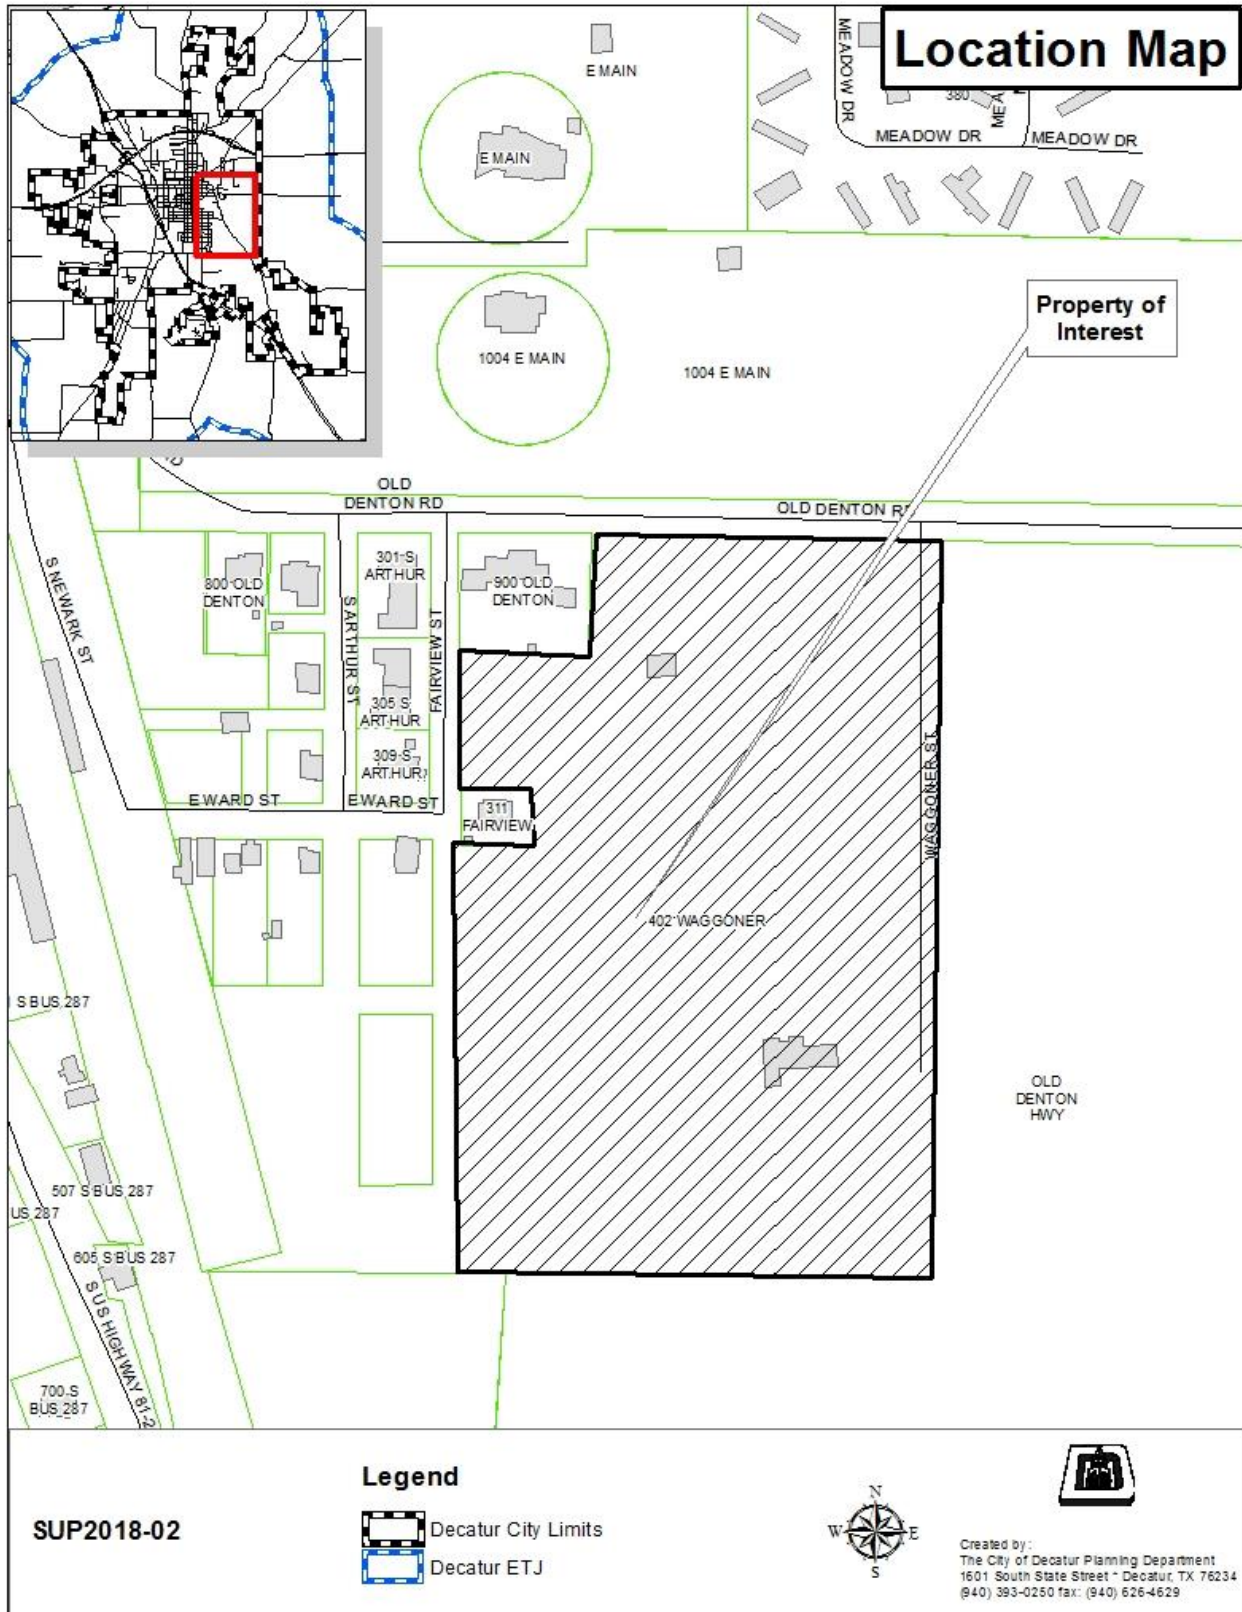 Location Map
E MAIN
MEADOW DR
380
MEADOW DR
MEADOW DR
E MAIN
Property of
Interest
1004 E MAIN
1004 E MAIN
OLD
DENTON RD
OLD DENTON RD
S NEWARK ST
800 OLD
DENTON
S ARTHUR ST
301 S
ARTHUR
FAIRVIEW ST
900 OLD
DENTON
305 S
ARTHUR
309 S
ARTHUR
E WARD ST
E WARD ST
311
FAIRVIEW
WAGGONER ST
402 WAGGONER
S BUS 287
OLD
DENTON
HWY
507 S BUS 287
US 287
605 S BUS 287
S US HIGHWAY 81-2
700 S
BUS 287
Legend
SUP2018-02
Decatur City Limits
Decatur ETJ
N
W E
S
Created by:
The City of Decatur Planning Department
1601 South State Street * Decatur, TX 76234
(940) 393-0250 fax: (940) 626-4629